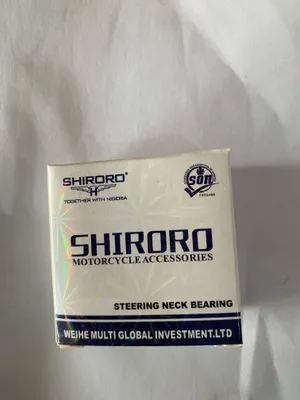 SHIRORO®
TOGETHER WITH NIGERIA
SON
SHIRORO
MOTORCYCLE ACCESSORIES
STEERING NECK BEARING
WEIHE MULTI GLOBAL INVESTMENT.LTD